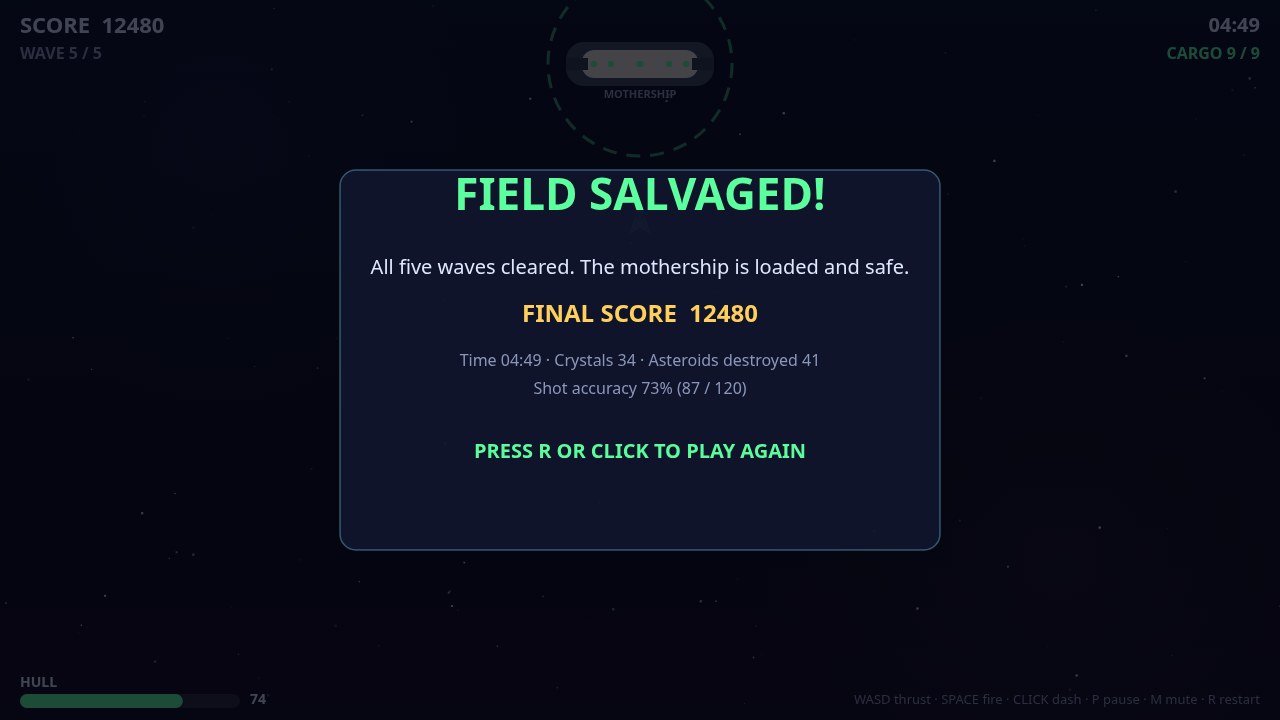 SCORE 12480
04:49
WAVE 5 / 5
CARGO 9 / 9
MOTHERSHIP
FIELD SALVAGED!
All five waves cleared. The mothership is loaded and safe.
FINAL SCORE 12480
Time 04:49 · Crystals 34 · Asteroids destroyed 41
Shot accuracy 73% (87 / 120)
PRESS R OR CLICK TO PLAY AGAIN
HULL
74
WASD thrust · SPACE fire · CLICK dash · P pause · M mute · R restart